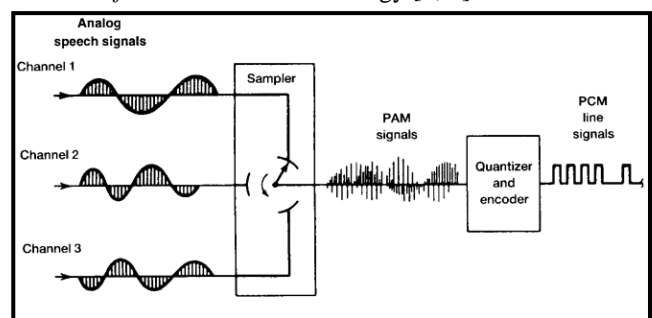 Analog
speech signals
Channel 1
Sampler
PAM
signals
PCM
line
signals
Channel 2
Quantizer
and
encoder
Channel 3